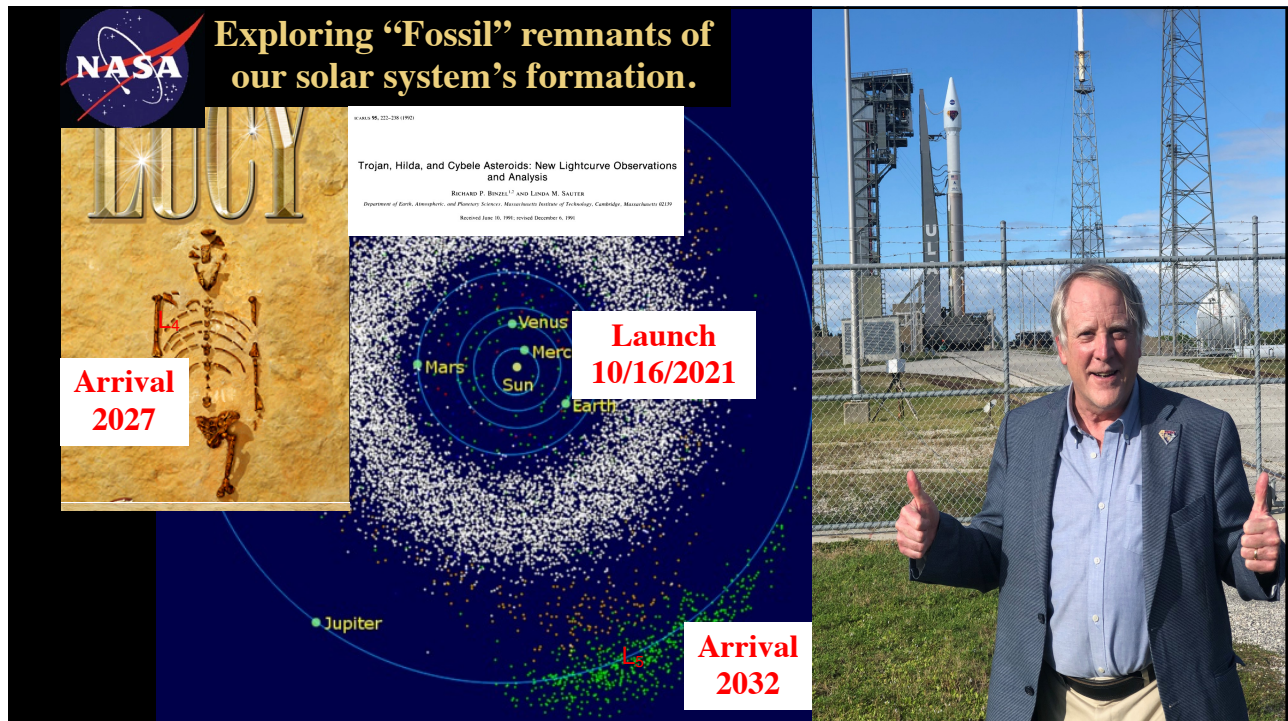 NASA
Exploring “Fossil” remnants of
our solar system’s formation.
LUCY
ICARUS 95, 222–238 (1992)
Trojan, Hilda, and Cybele Asteroids: New Lightcurve Observations
and Analysis
RICHARD P. BINZEL1,2 AND LINDA M. SAUTER
Department of Earth, Atmospheric, and Planetary Sciences, Massachusetts Institute of Technology, Cambridge, Massachusetts 02139
Received June 10, 1991; revised December 6, 1991
L4
Arrival
2027
Venus
Merc
Mars
Sun
Earth
Launch
10/16/2021
Jupiter
L5
Arrival
2032
UL